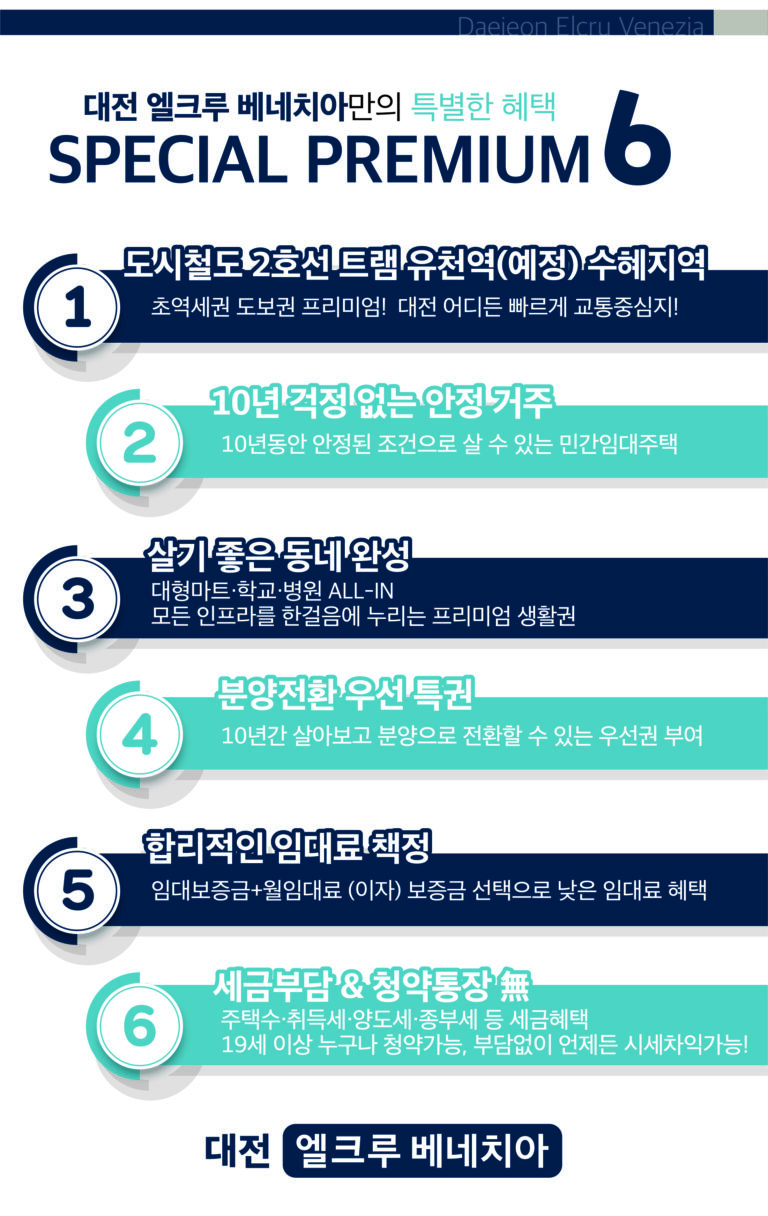 Daejeon Elcru Venezia
대전 엘크루 베네치아만의 특별한 혜택
SPECIAL PREMIUM 6
도시철도 2호선 트램 유천역(예정) 수혜지역
1
초역세권 도보권 프리미엄! 대전 어디든 빠르게 교통중심지!
10년 걱정 없는 안정 거주
2
10년동안 안정된 조건으로 살 수 있는 민간임대주택
살기 좋은 동네 완성
3
대형마트·학교·병원 ALL-IN
모든 인프라를 한걸음에 누리는 프리미엄 생활권
분양전환 우선 특권
4
10년간 살아보고 분양으로 전환할 수 있는 우선권 부여
합리적인 임대료 책정
5
임대보증금+월임대료 (이자) 보증금 선택으로 낮은 임대료 혜택
세금부담 & 청약통장 無
6
주택수·취득세·양도세·종부세 등 세금혜택
19세 이상 누구나 청약가능, 부담없이 언제든 시세차익가능!
대전 엘크루 베네치아